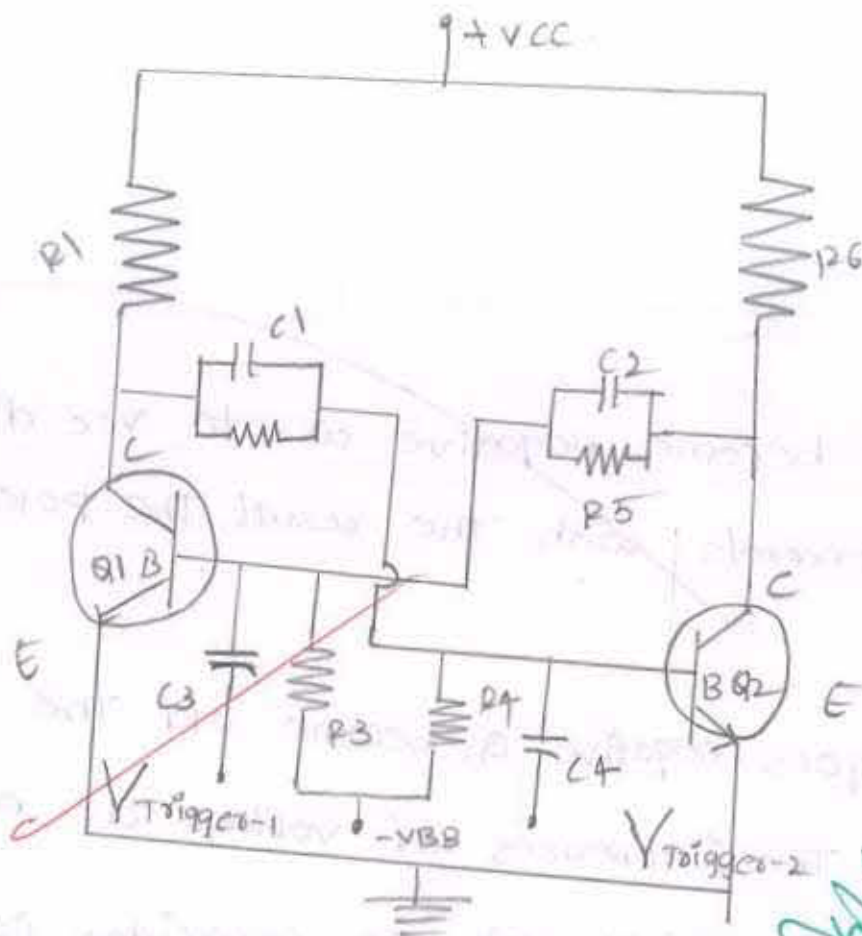 +VCC
R1
R6
C1
C2
R5
C
C
Q1 B
B Q2
E
E
C3
R3
R4
C4
VTrigger-1
-VBB
VTrigger-2